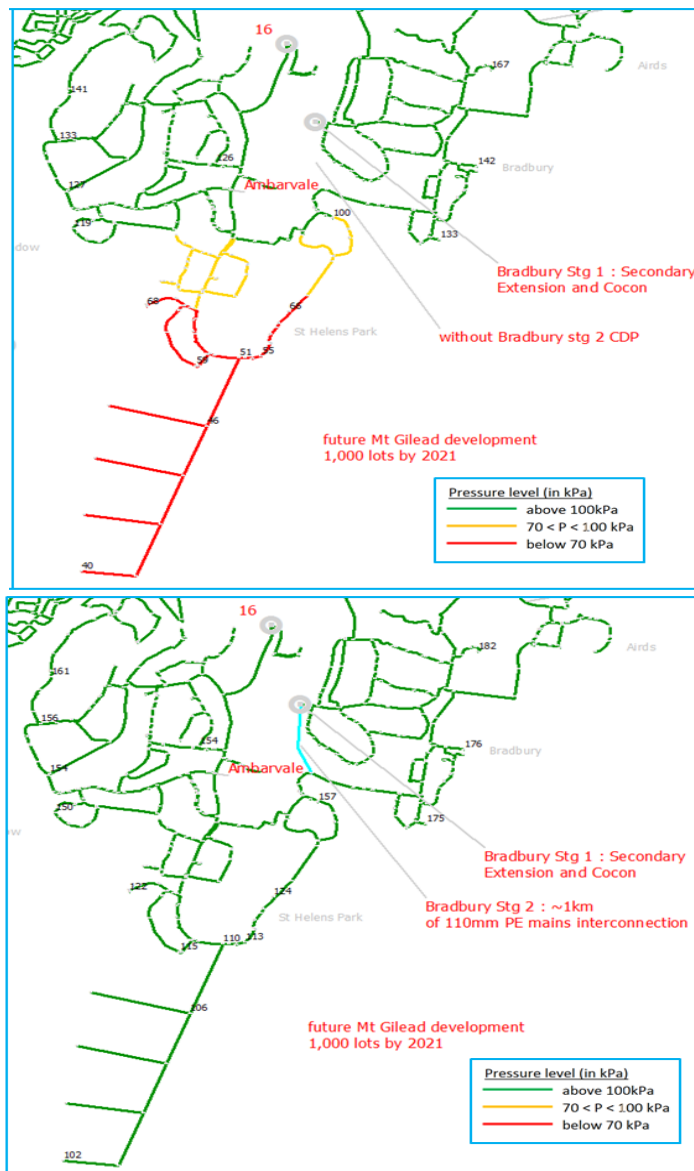 16
167
Airds
141
133
126
142
Bradbury
127
Ambarvale
119
100
133
dow
Bradbury Stg 1 : Secondary
Extension and Cocon
68
66
St Helens Park
without Bradbury stg 2 CDP
59
51
55
46
future Mt Gilead development
1,000 lots by 2021
Pressure level (in kPa)
above 100kPa
70 < P < 100 kPa
below 70 kPa
40
16
182
Airds
161
156
154
176
Bradbury
154
Ambarvale
150
157
175
ow
Bradbury Stg 1 : Secondary
Extension and Cocon
122
124
Bradbury Stg 2 : ~1km
of 110mm PE mains interconnection
St Helens Park
115
110
113
106
future Mt Gilead development
1,000 lots by 2021
Pressure level (in kPa)
above 100kPa
70 < P < 100 kPa
below 70 kPa
102